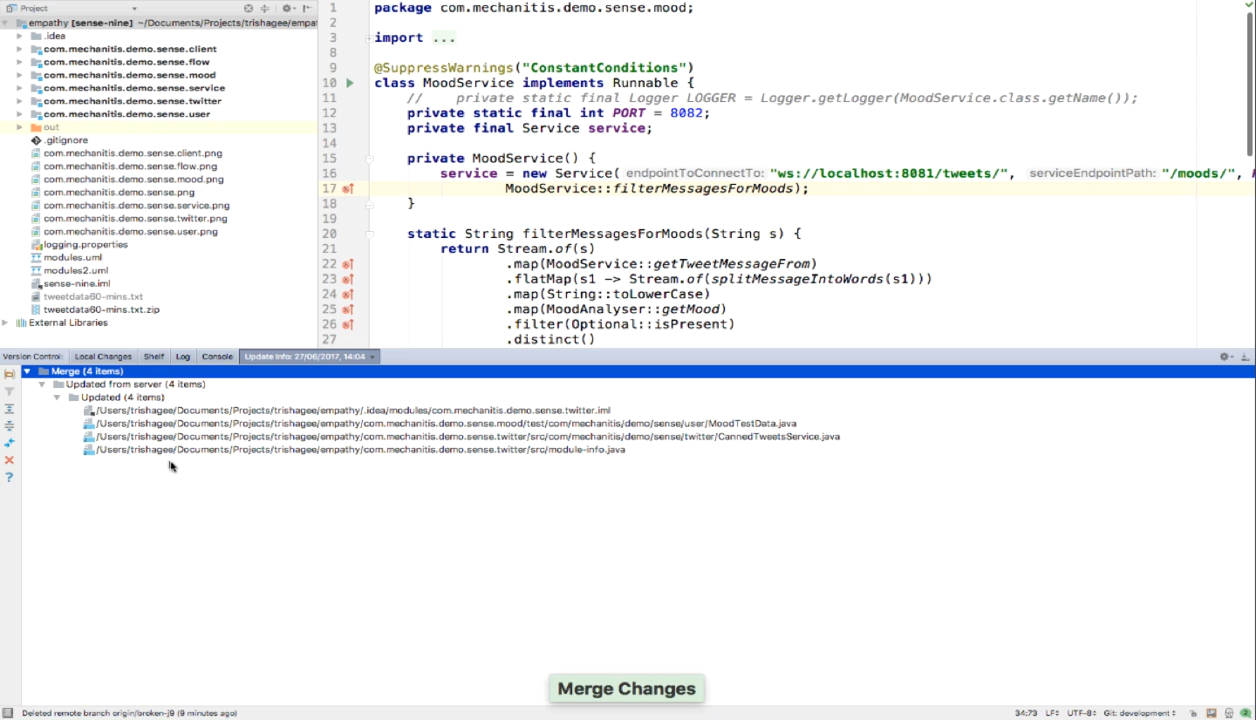 Project
empathy [sense-nine] ~/Documents/Projects/trishagee/empat
.idea
com.mechanitis.demo.sense.client
com.mechanitis.demo.sense.flow
com.mechanitis.demo.sense.mood
com.mechanitis.demo.sense.service
com.mechanitis.demo.sense.twitter
com.mechanitis.demo.sense.user
out
.gitignore
com.mechanitis.demo.sense.client.png
com.mechanitis.demo.sense.flow.png
com.mechanitis.demo.sense.mood.png
com.mechanitis.demo.sense.png
com.mechanitis.demo.sense.service.png
com.mechanitis.demo.sense.twitter.png
com.mechanitis.demo.sense.user.png
logging.properties
modules.uml
modules2.uml
sense-nine.iml
tweetdata60-mins.txt
tweetdata60-mins.txt.zip
External Libraries
1 package com.mechanitis.demo.sense.mood;
2
3 import ...
8
9 @SuppressWarnings("ConstantConditions")
10 class MoodService implements Runnable {
11 // private static final Logger LOGGER = Logger.getLogger(MoodService.class.getName());
12 private static final int PORT = 8082;
13 private final Service service;
14
15 private MoodService() {
16 service = new Service( endpointToConnectTo: "ws://localhost:8081/tweets/", serviceEndpointPath: "/moods/",
17 MoodService::filterMessagesForMoods);
18 }
19
20 static String filterMessagesForMoods(String s) {
21 return Stream.of(s)
22 .map(MoodService::getTweetMessageFrom)
23 .flatMap(s1 -> Stream.of(splitMessageIntoWords(s1)))
24 .map(String::toLowerCase)
25 .map(MoodAnalyser::getMood)
26 .filter(Optional::isPresent)
27 .distinct()
Version Control: Local Changes Shelf Log Console Update Info: 27/06/2017, 14:04
Merge (4 items)
Updated from server (4 items)
Updated (4 items)
/Users/trishagee/Documents/Projects/trishagee/empathy/.idea/modules/com.mechanitis.demo.sense.twitter.iml
/Users/trishagee/Documents/Projects/trishagee/empathy/com.mechanitis.demo.sense.mood/test/com/mechanitis/demo/sense/user/MoodTestData.java
/Users/trishagee/Documents/Projects/trishagee/empathy/com.mechanitis.demo.sense.twitter/src/com/mechanitis/demo/sense/twitter/CannedTweetsService.java
/Users/trishagee/Documents/Projects/trishagee/empathy/com.mechanitis.demo.sense.twitter/src/module-info.java
Merge Changes
Deleted remote branch origin/broken-j9 (9 minutes ago) 34:73 LF÷ UTF-8÷ Git: development÷